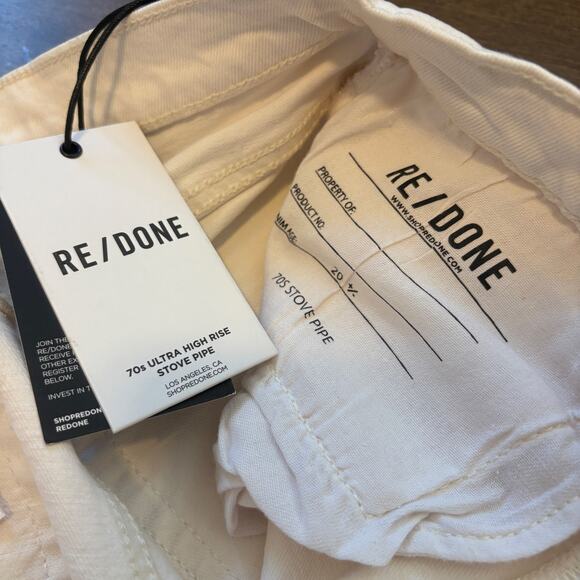 RE/DONE
70s ULTRA HIGH RISE
STOVE PIPE
LOS ANGELES, CA
SHOPREDONE.COM
JOIN THE
RE/DONE
RECEIVE
OTHER EX
REGISTER
BELOW.
INVEST IN T
SHOPREDON
REDONE
RE/DONE
WWW.SHOPREDONE.COM
PROPERTY OF:
PRODUCT NO:
20 +/-
70S STOVE PIPE